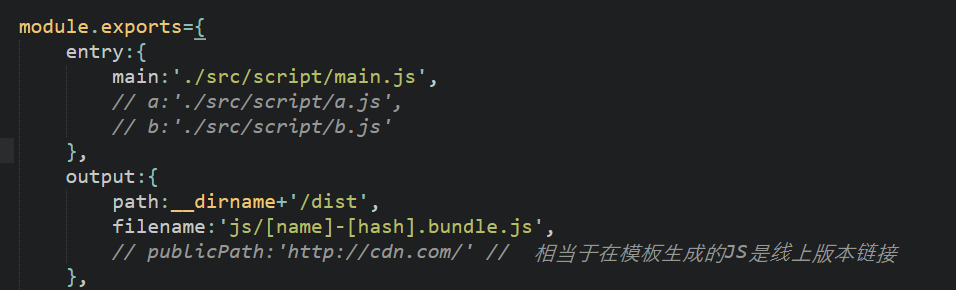 module.exports={
entry:{
main:'./src/script/main.js',
// a:'./src/script/a.js',
// b:'./src/script/b.js'
},
output:{
path:__dirname+'/dist',
filename:'js/[name]-[hash].bundle.js',
// publicPath:'http://cdn.com/' //  相当于在模板生成的JS是线上版本链接
},